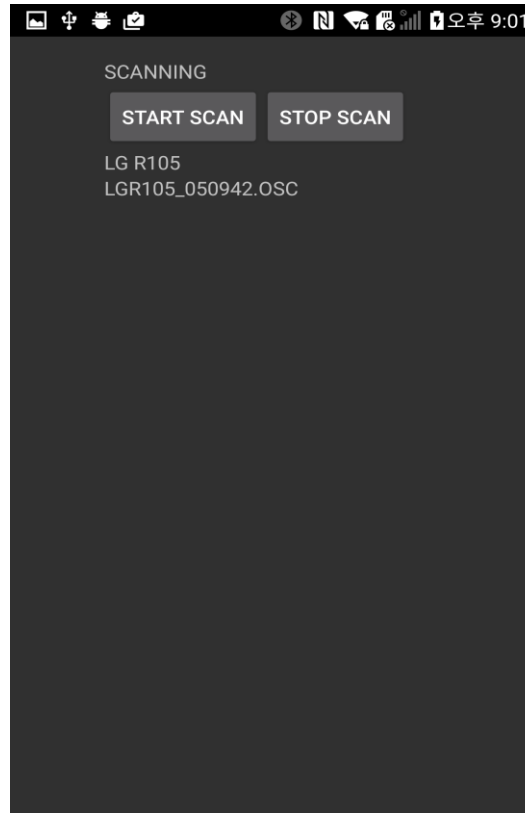 오후 9:01
SCANNING
START SCAN STOP SCAN
LG R105
LGR105_050942.OSC